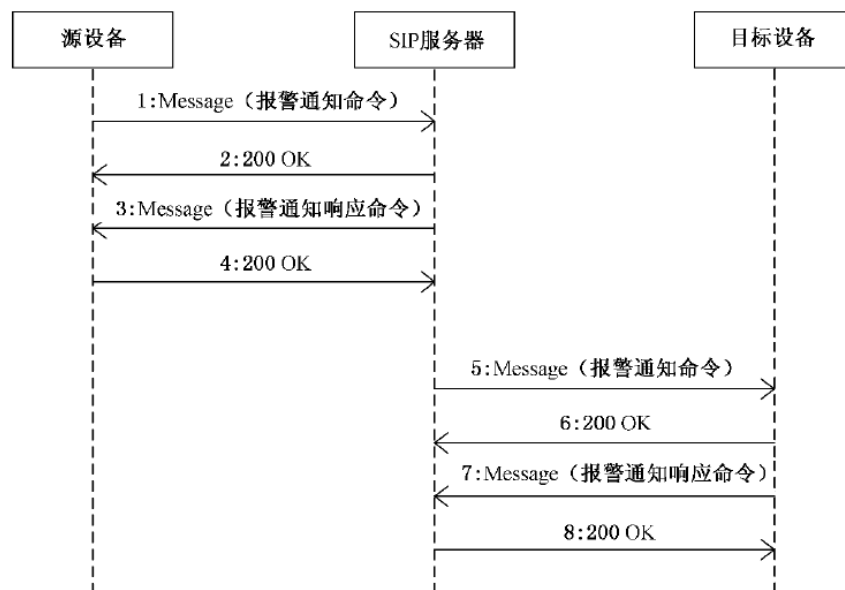 源设备
SIP服务器
目标设备
1:Message（报警通知命令）
2:200 OK
3:Message（报警通知响应命令）
4:200 OK
5:Message（报警通知命令）
6:200 OK
7:Message（报警通知响应命令）
8:200 OK